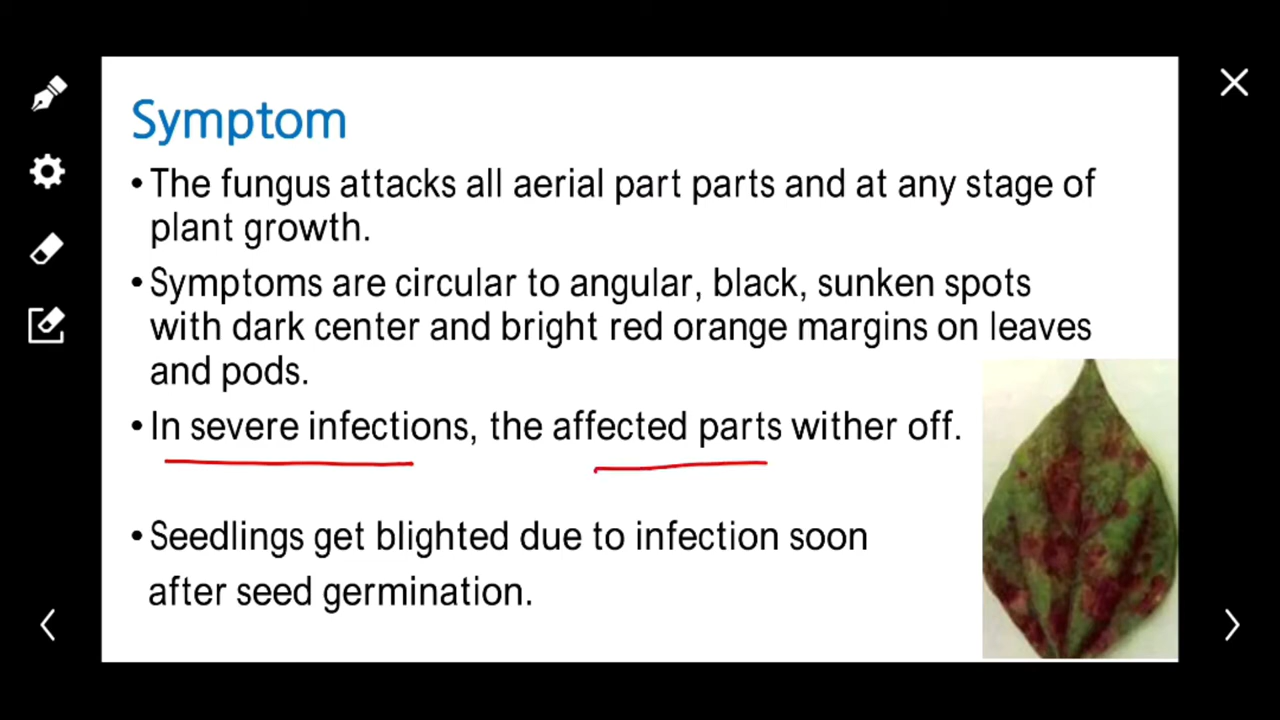 Symptom
• The fungus attacks all aerial part parts and at any stage of
plant growth.
• Symptoms are circular to angular, black, sunken spots
with dark center and bright red orange margins on leaves
and pods.
• In severe infections, the affected parts wither off.
• Seedlings get blighted due to infection soon
after seed germination.